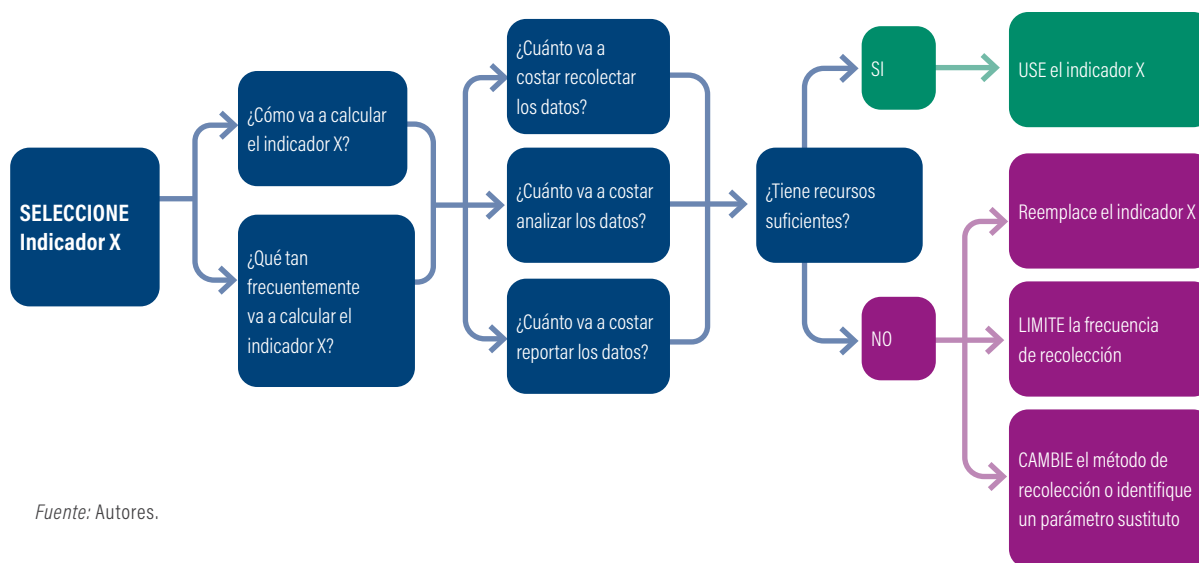 SELECCIONE
Indicador X
¿Cómo va a calcular
el indicador X?
¿Qué tan
frecuentemente
va a calcular el
indicador X?
¿Cuánto va a
costar recolectar
los datos?
¿Cuánto va a costar
analizar los datos?
¿Cuánto va a costar
reportar los datos?
¿Tiene recursos
suficientes?
SI
USE el indicador X
NO
Reemplace el indicador X
LIMITE la frecuencia
de recolección
CAMBIE el método de
recolección o identifique
un parámetro sustituto
Fuente: Autores.